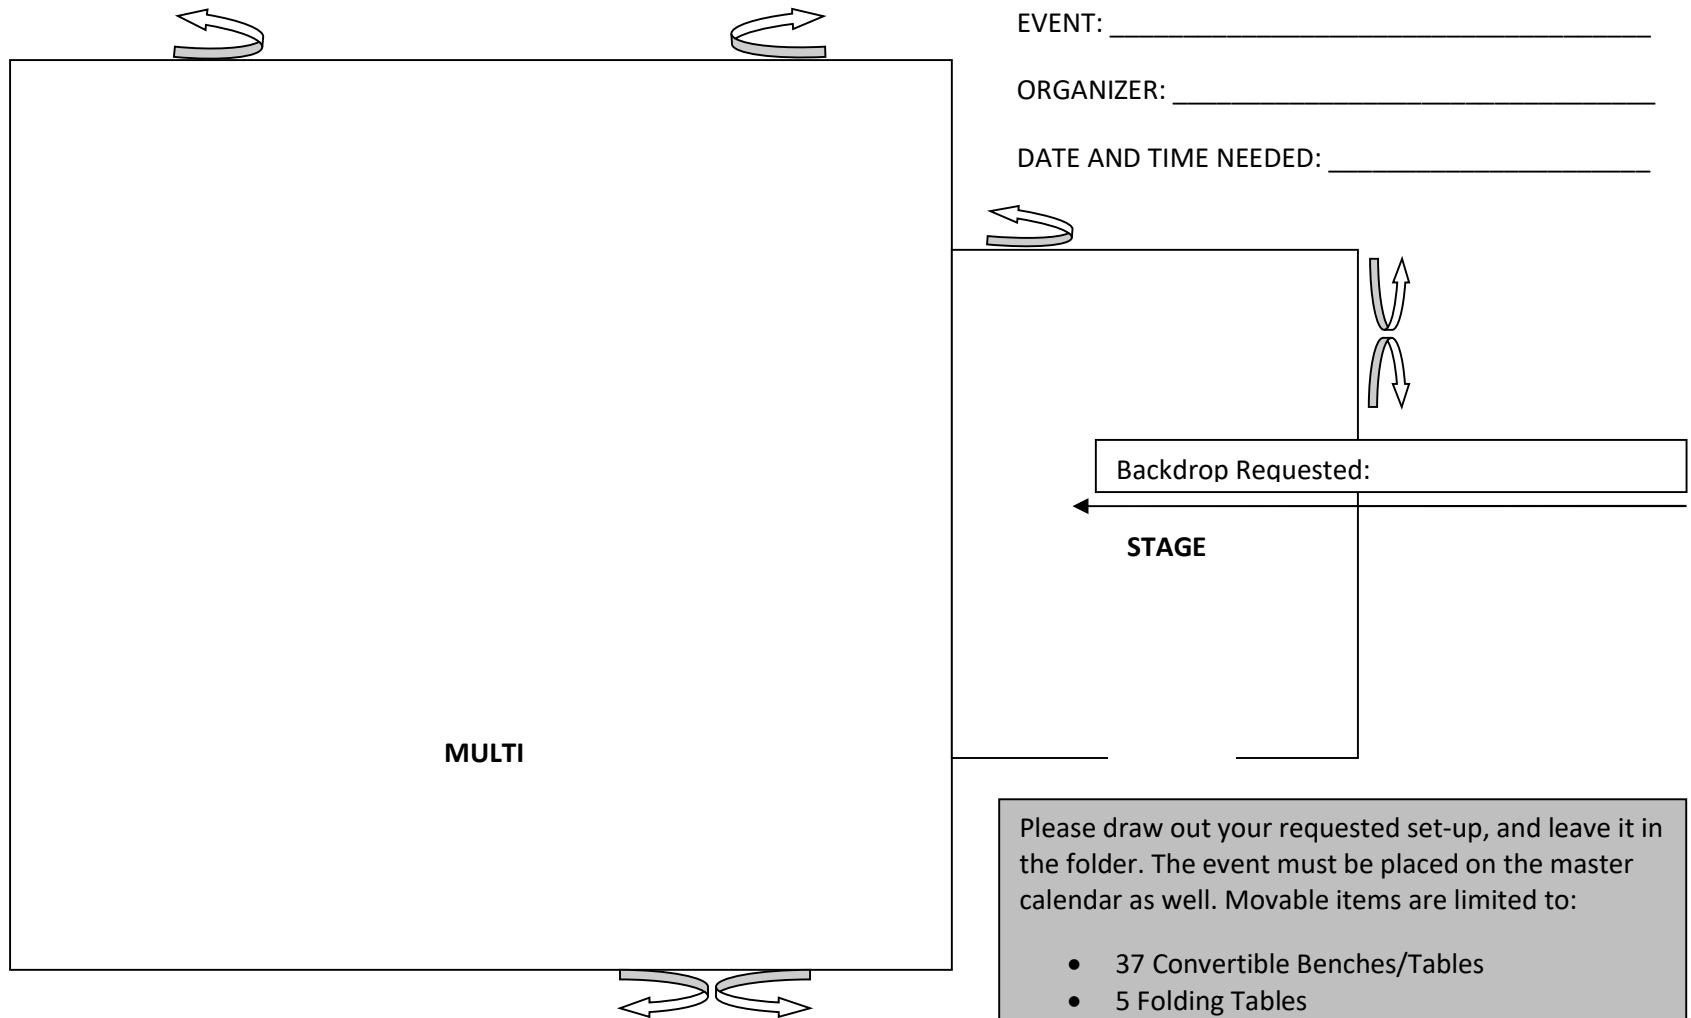 EVENT: _____________________________________
ORGANIZER: _________________________________
DATE AND TIME NEEDED: ______________________
Backdrop Requested:
STAGE
MULTI
Please draw out your requested set-up, and leave it in
the folder. The event must be placed on the master
calendar as well. Movable items are limited to:
• 37 Convertible Benches/Tables
• 5 Folding Tables